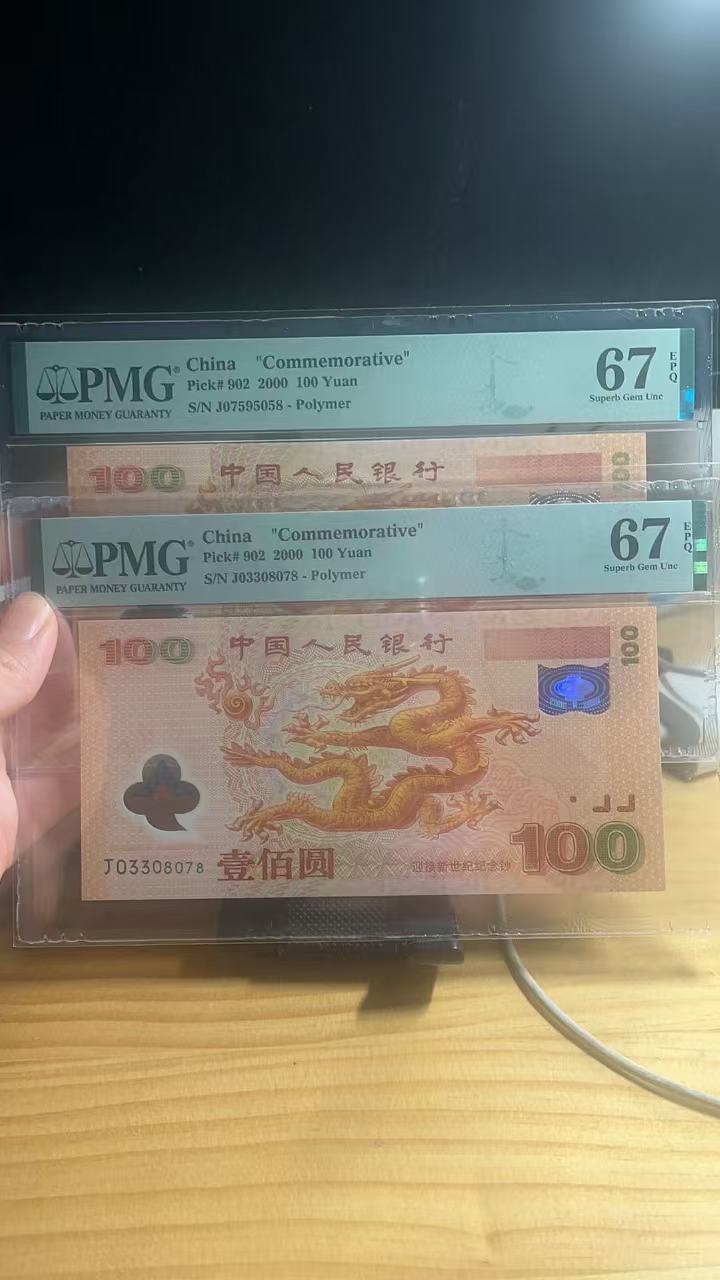 PMG®
PAPER MONEY GUARANTY
China "Commemorative"
Pick# 902 2000 100 Yuan
S/N J07595058 - Polymer
67
EPQ
Superb Gem Unc
100 中国人民银行
100
PMG®
PAPER MONEY GUARANTY
China "Commemorative"
Pick# 902 2000 100 Yuan
S/N J03308078 - Polymer
67
EPQ
Superb Gem Unc
100 中国人民银行
100
J03308078 壹佰圆 迎接新世纪纪念钞 100